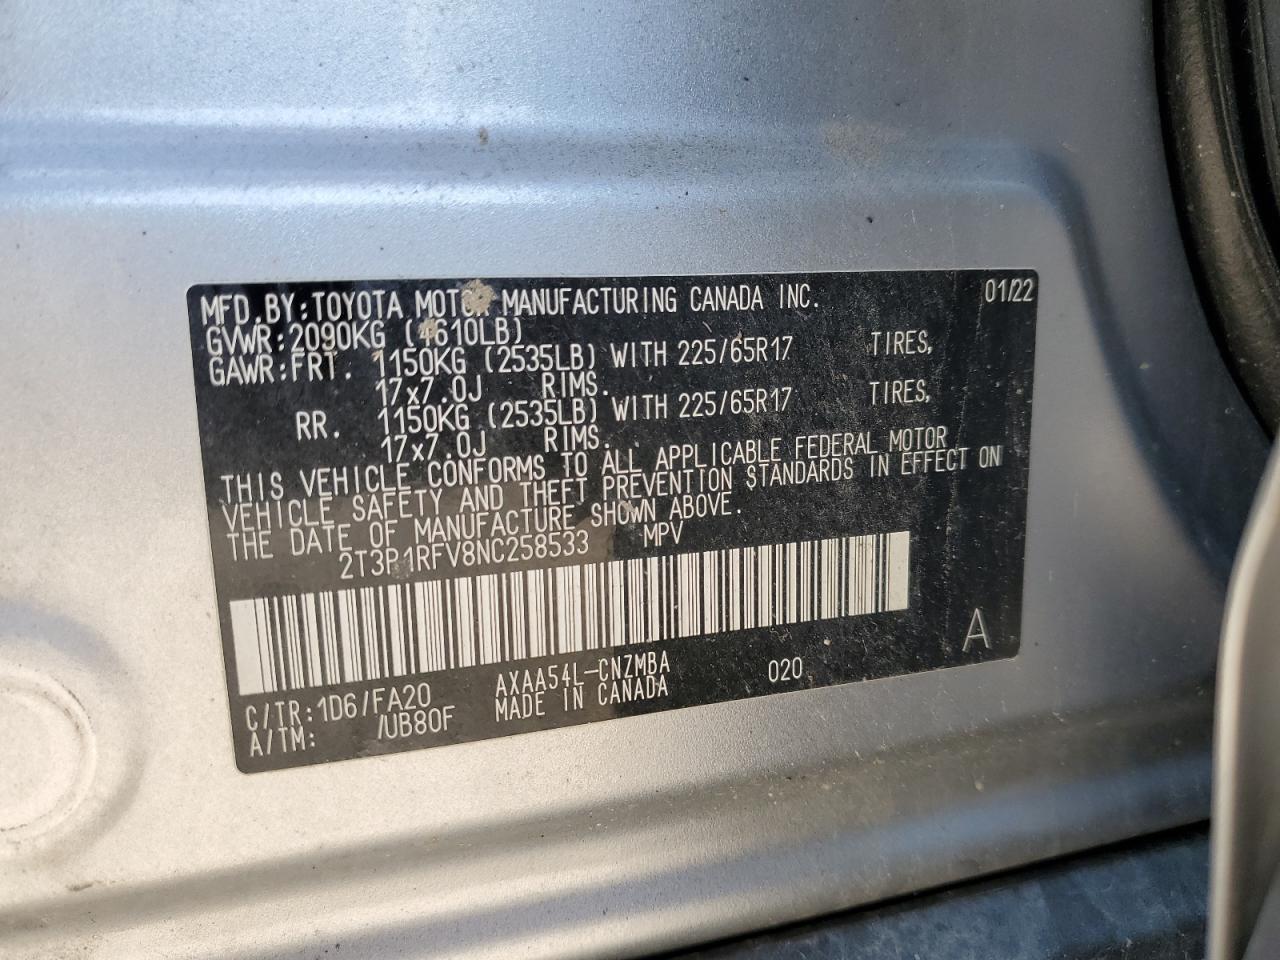 MFD.BY:TOYOTA MOTOR MANUFACTURING CANADA INC. 01/22
GVWR:2090KG (4610LB)
GAWR:FRT. 1150KG (2535LB) WITH 225/65R17 TIRES,
17x7.0J RIMS.
RR. 1150KG (2535LB) WITH 225/65R17 TIRES,
17x7.0J RIMS.
THIS VEHICLE CONFORMS TO ALL APPLICABLE FEDERAL MOTOR
VEHICLE SAFETY AND THEFT PREVENTION STANDARDS IN EFFECT ON
THE DATE OF MANUFACTURE SHOWN ABOVE.
2T3P1RFV8NC258533 MPV
A
C/TR:1D6/FA20 AXAA54L-CNZMBA 020
A/TM: /UB80F MADE IN CANADA